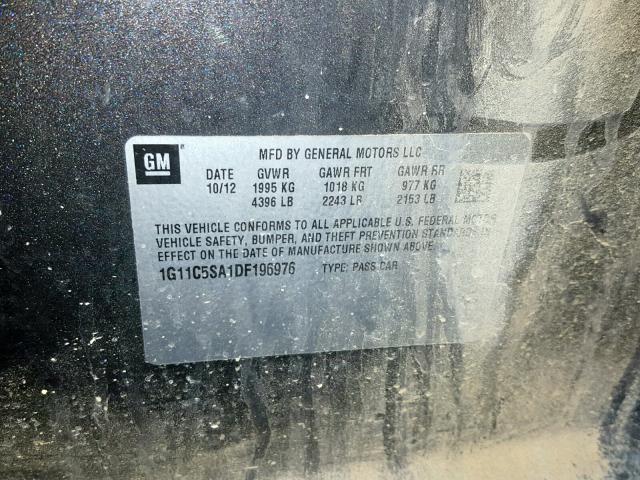 GM
MFD BY GENERAL MOTORS LLC
DATE GVWR GAWR FRT GAWR RR
10/12 1995 KG 1018 KG 977 KG
4396 LB 2243 LB 2153 LB
THIS VEHICLE CONFORMS TO ALL APPLICABLE U.S. FEDERAL MOTOR
VEHICLE SAFETY, BUMPER, AND THEFT PREVENTION STANDARDS IN
EFFECT ON THE DATE OF MANUFACTURE SHOWN ABOVE.
1G11C5SA1DF196976 TYPE: PASS CAR